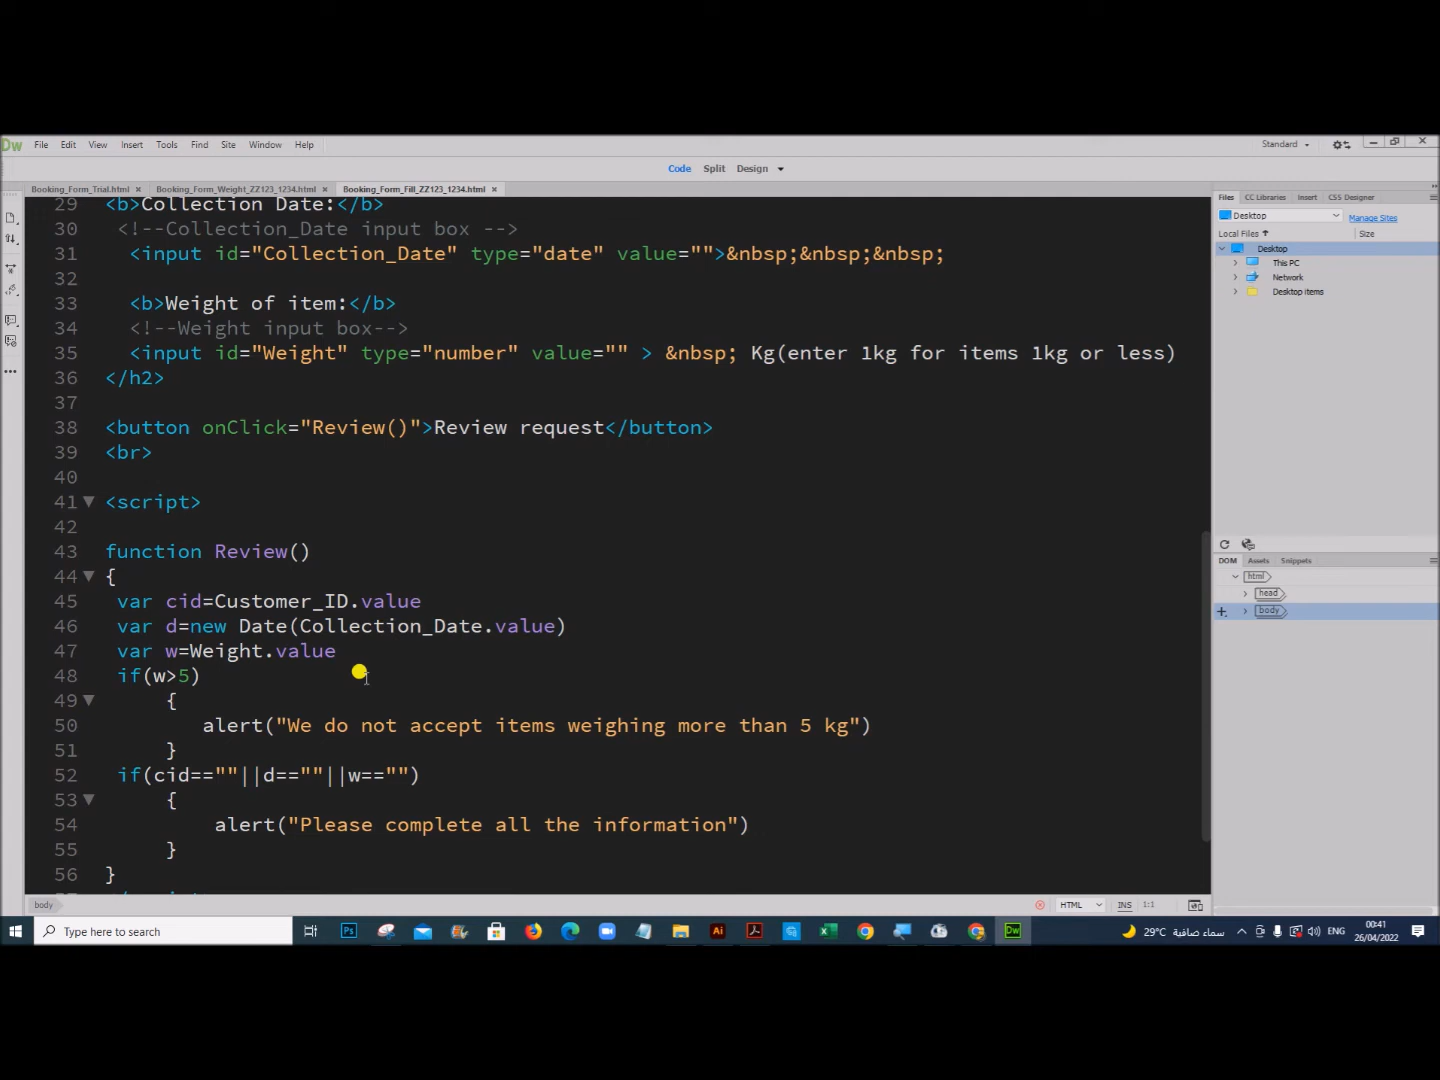 Dw File Edit View Insert Tools Find Site Window Help Standard
Code Split Design
Booking_Form_Trial.html × Booking_Form_Weight_ZZ123_1234.html × Booking_Form_Fill_ZZ123_1234.html ×
29 <b>Collection Date:</b>
30 <!--Collection_Date input box -->
31 <input id="Collection_Date" type="date" value="">&nbsp;&nbsp;&nbsp;
32
33 <b>Weight of item:</b>
34 <!--Weight input box-->
35 <input id="Weight" type="number" value="" > &nbsp; Kg(enter 1kg for items 1kg or less)
36 </h2>
37
38 <button onClick="Review()">Review request</button>
39 <br>
40
41 <script>
42
43 function Review()
44 {
45 var cid=Customer_ID.value
46 var d=new Date(Collection_Date.value)
47 var w=Weight.value
48 if(w>5)
49 {
50 alert("We do not accept items weighing more than 5 kg")
51 }
52 if(cid==""||d==""||w=="")
53 {
54 alert("Please complete all the information")
55 }
56 }
Files CC Libraries Insert CSS Designer
Desktop Manage Sites
Local Files Size
Desktop
This PC
Network
Desktop items
DOM Assets Snippets
html
head
body
body HTML INS 1:1
Type here to search
Ps Ai X Dw
29°C سماء صافية ENG 00:41
26/04/2022